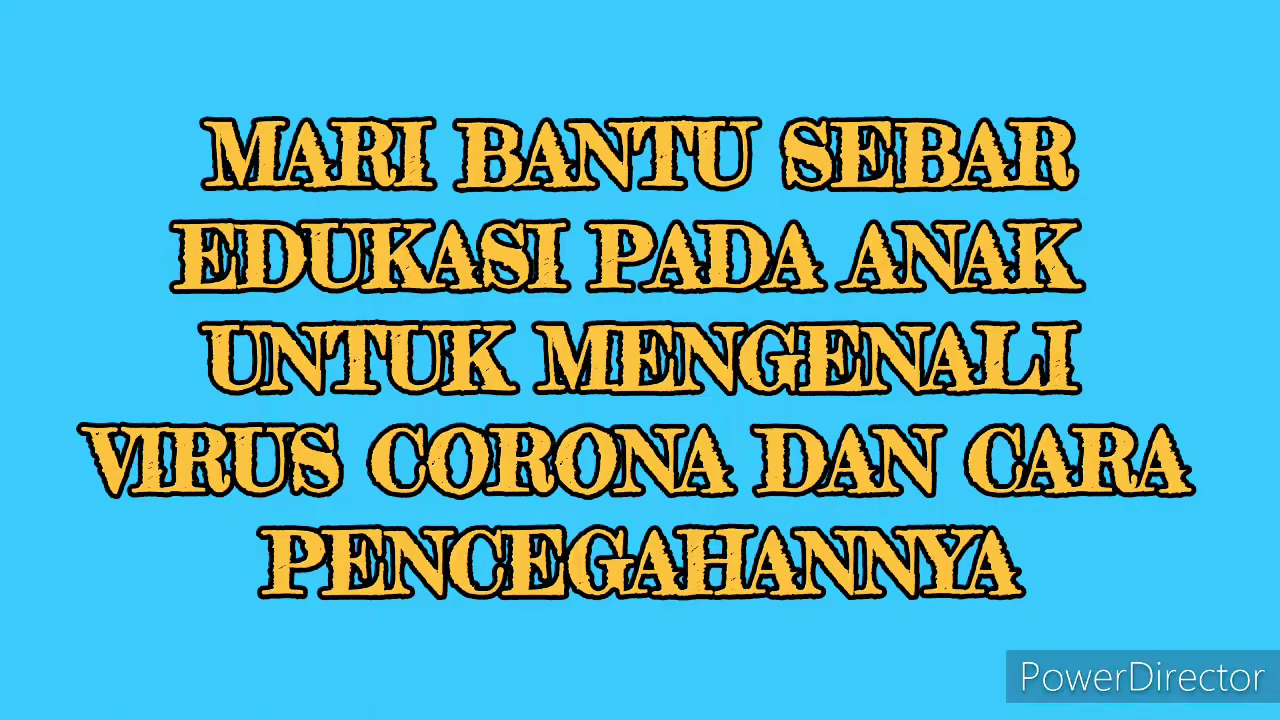 MARI BANTU SEBAR
EDUKASI PADA ANAK
UNTUK MENGENALI
VIRUS CORONA DAN CARA
PENCEGAHANNYA
PowerDirector